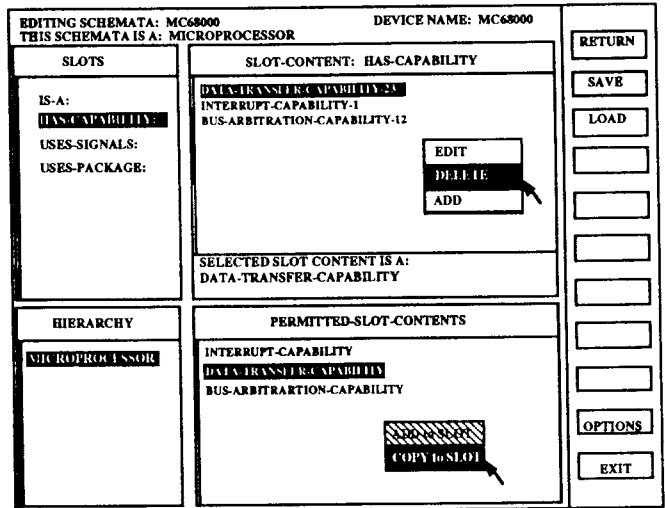 EDITING SCHEMATA: MC68000 DEVICE NAME: MC68000
THIS SCHEMATA IS A: MICROPROCESSOR
SLOTS
IS-A:
HAS-CAPABILITY:
USES-SIGNALS:
USES-PACKAGE:
SLOT-CONTENT: HAS-CAPABILITY
DATA-TRANSFER-CAPABILITY-23
INTERRUPT-CAPABILITY-1
BUS-ARBITRATION-CAPABILITY-12
EDIT
DELETE
ADD
SELECTED SLOT CONTENT IS A:
DATA-TRANSFER-CAPABILITY
HIERARCHY
MICROPROCESSOR
PERMITTED-SLOT-CONTENTS
INTERRUPT-CAPABILITY
DATA-TRANSFER-CAPABILITY
BUS-ARBITRARTION-CAPABILITY
ADD to SLOT
COPY to SLOT
RETURN
SAVE
LOAD
OPTIONS
EXIT